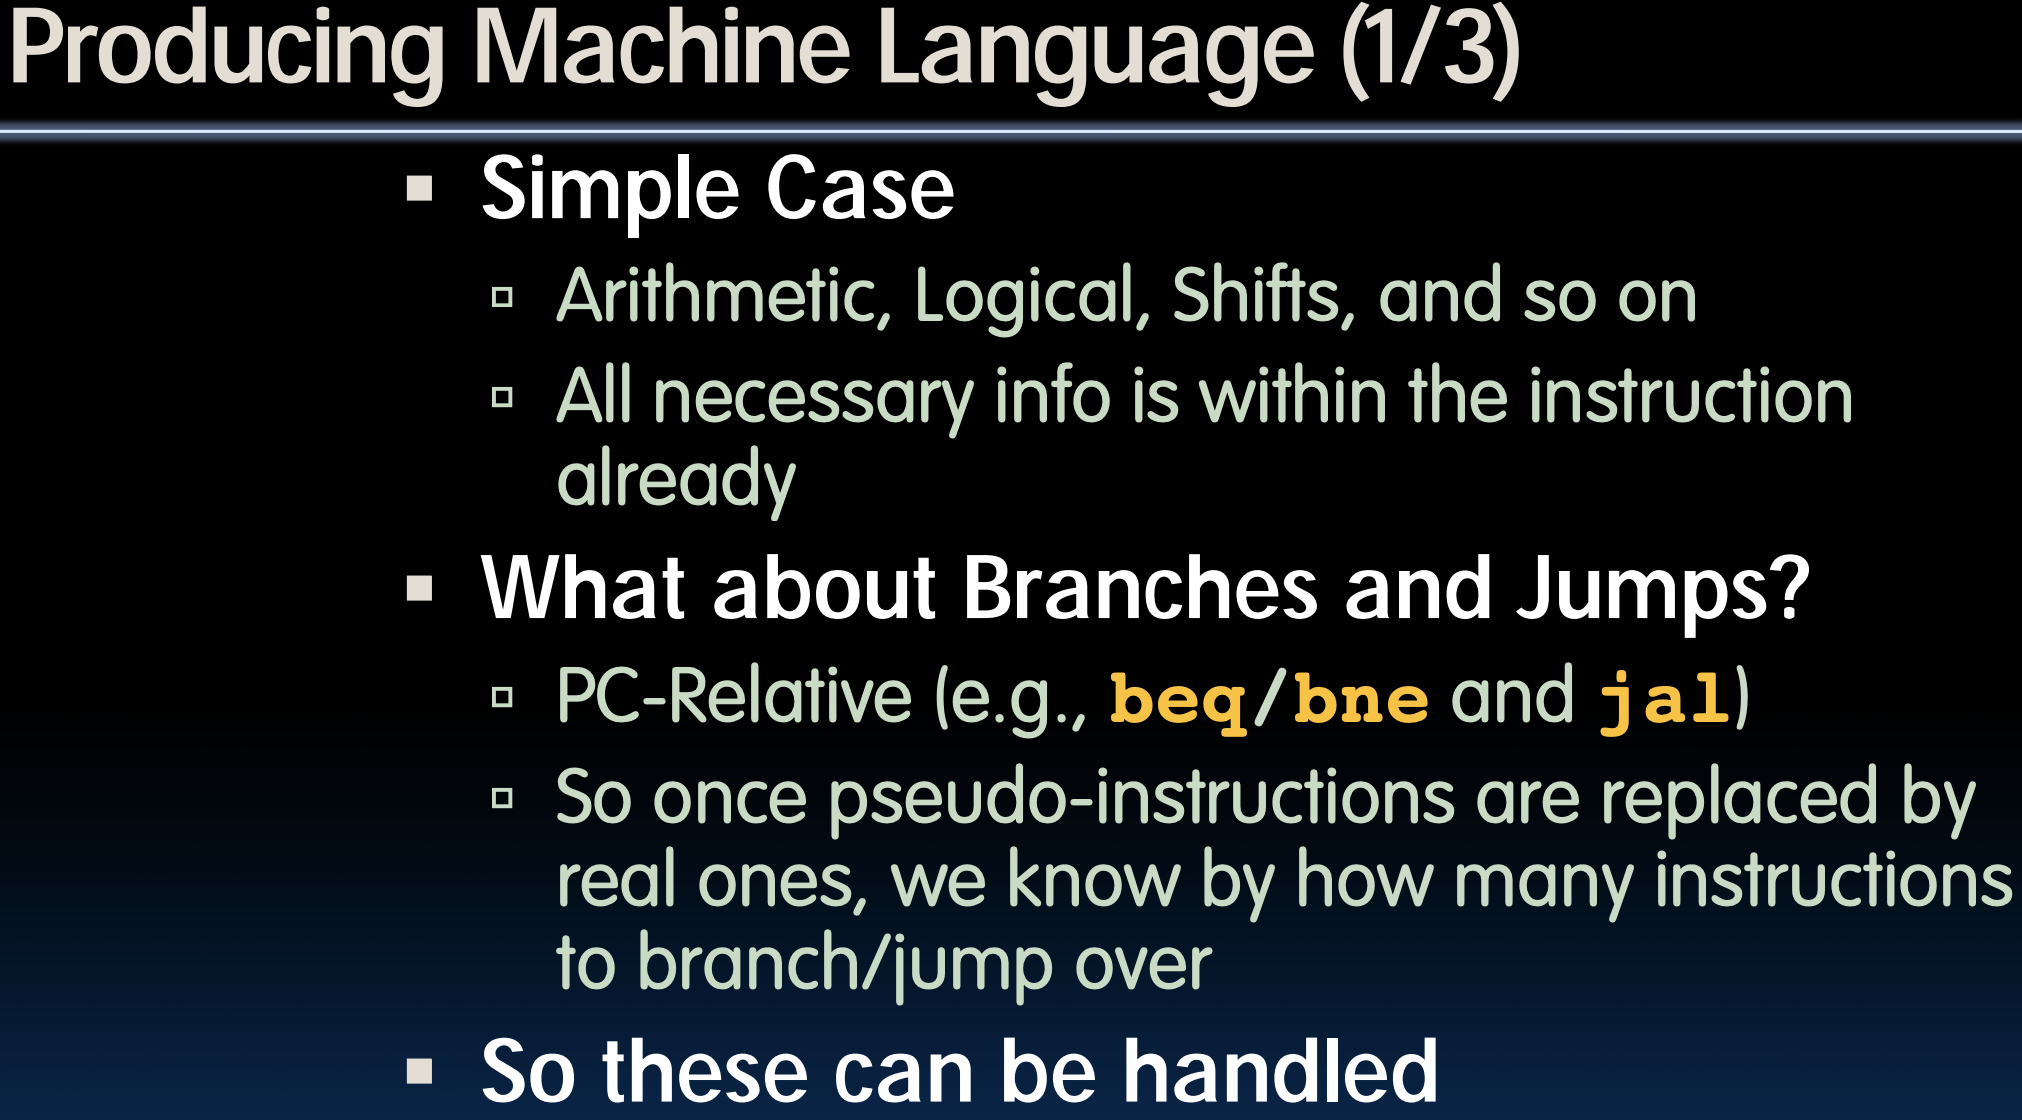 Producing Machine Language (1/3)
Simple Case
Arithmetic, Logical, Shifts, and so on
All necessary info is within the instruction
already
What about Branches and Jumps?
PC-Relative (e.g., beq/bne and jal)
So once pseudo-instructions are replaced by
real ones, we know by how many instructions
to branch/jump over
So these can be handled